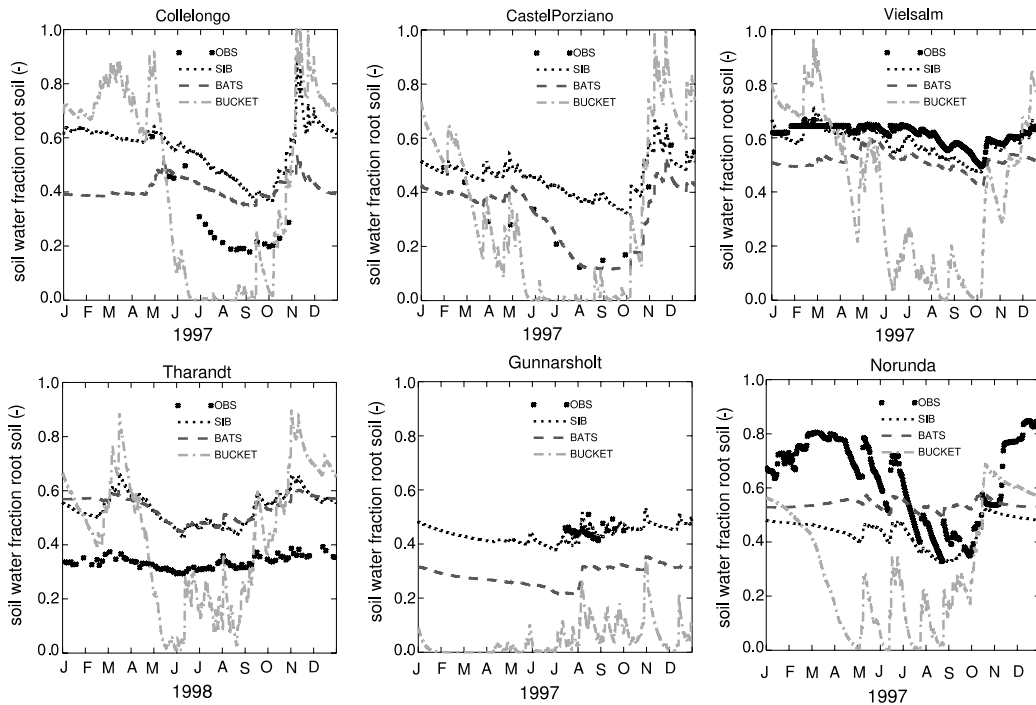 Collelongo
1.0
0.8
0.6
0.4
0.2
0.0
soil water fraction root soil (-)
OBS
SIB
BATS
BUCKET
J F M A M J J A S O N D
1997
CastelPorziano
1.0
0.8
0.6
0.4
0.2
0.0
soil water fraction root soil (-)
OBS
SIB
BATS
BUCKET
J F M A M J J A S O N D
1997
Vielsalm
1.0
0.8
0.6
0.4
0.2
0.0
soil water fraction root soil (-)
OBS
SIB
BATS
BUCKET
J F M A M J J A S O N D
1997
Tharandt
1.0
0.8
0.6
0.4
0.2
0.0
soil water fraction root soil (-)
OBS
SIB
BATS
BUCKET
J F M A M J J A S O N D
1998
Gunnarsholt
1.0
0.8
0.6
0.4
0.2
0.0
soil water fraction root soil (-)
OBS
SIB
BATS
BUCKET
J F M A M J J A S O N D
1997
Norunda
1.0
0.8
0.6
0.4
0.2
0.0
soil water fraction root soil (-)
OBS
SIB
BATS
BUCKET
J F M A M J J A S O N D
1997